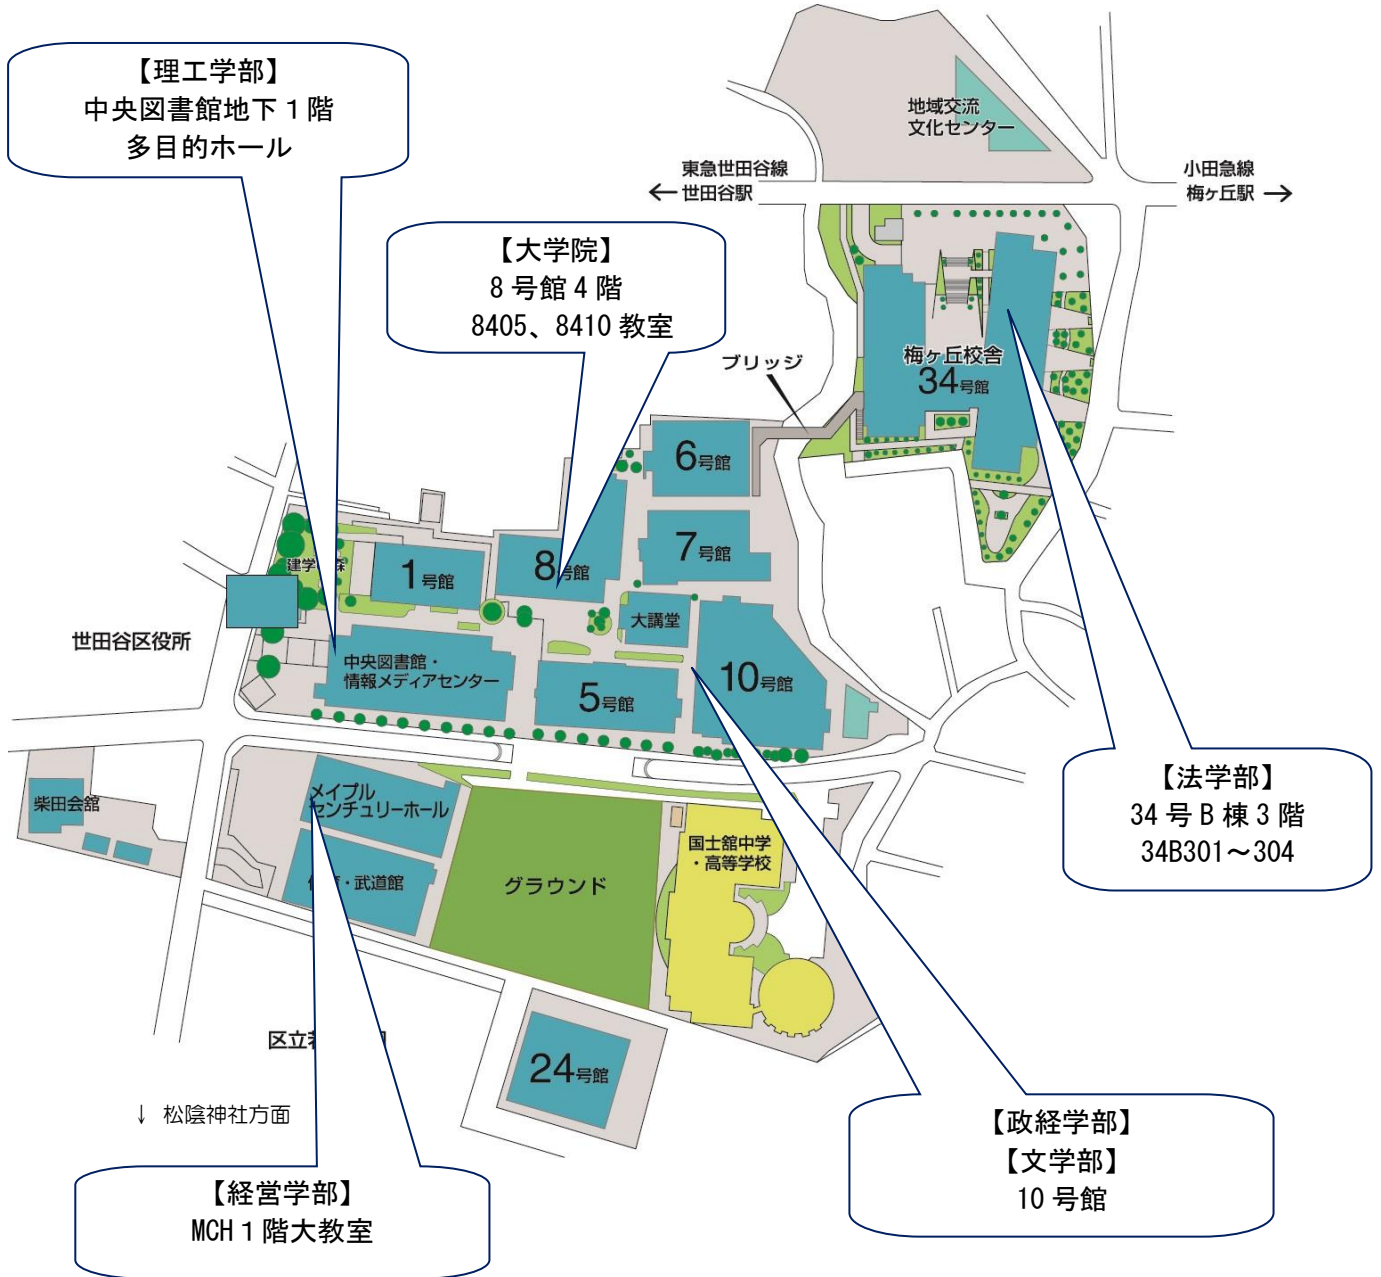 【理工学部】
中央図書館地下１階
多目的ホール
地域交流
文化センター
東急世田谷線
← 世田谷駅
小田急線
梅ヶ丘駅 →
【大学院】
8 号館 4 階
8405、8410 教室
ブリッジ
梅ヶ丘校舎
34号館
6号館
7号館
8号館
1号館
建学
大講堂
世田谷区役所
中央図書館・
情報メディアセンター
5号館
10号館
【法学部】
34 号 B 棟 3 階
34B301～304
柴田会館
メイプル
センチュリーホール
・武道館
グラウンド
国士舘中学
・高等学校
区立
24号館
↓ 松陰神社方面
【政経学部】
【文学部】
10 号館
【経営学部】
MCH１階大教室